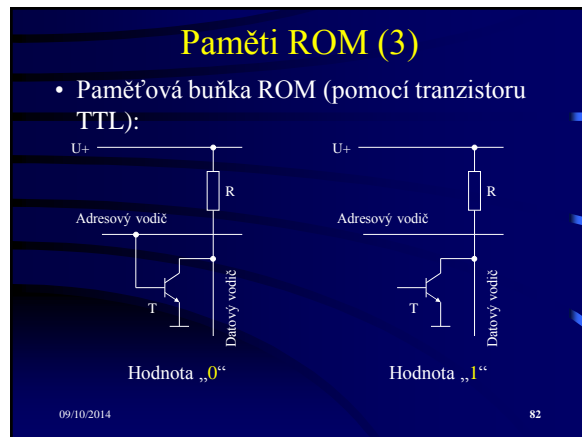 Paměti ROM (3)
• Paměťová buňka ROM (pomocí tranzistoru
TTL):
U+
R
Adresový vodič
T
Datový vodič
Hodnota „0“
U+
R
Adresový vodič
T
Datový vodič
Hodnota „1“
09/10/2014
82